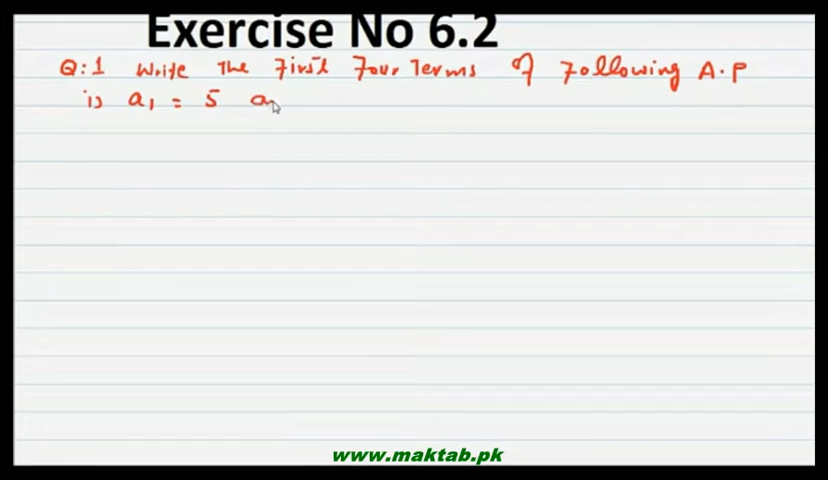 Exercise No 6.2
Q:1 Write The First Four Terms of Following A.P
is a₁ = 5 a
www.maktab.pk